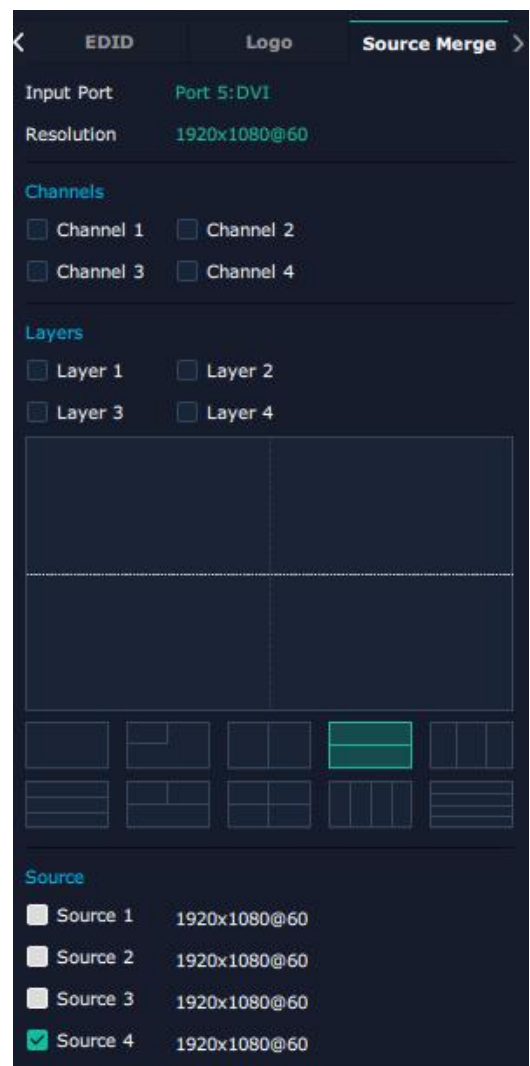 EDID Logo Source Merge
Input Port Port 5:DVI
Resolution 1920x1080@60
Channels
Channel 1 Channel 2
Channel 3 Channel 4
Layers
Layer 1 Layer 2
Layer 3 Layer 4
Source
Source 1 1920x1080@60
Source 2 1920x1080@60
Source 3 1920x1080@60
Source 4 1920x1080@60